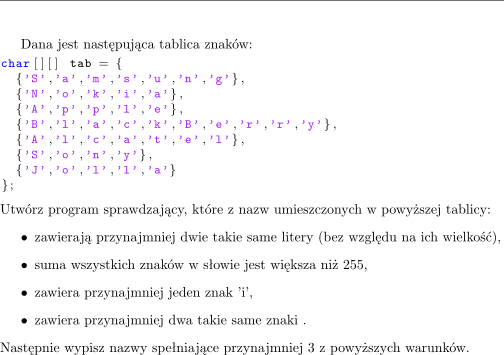 Dana jest następująca tablica znaków:
char[][] tab = {
{'S','a','m','s','u','n','g'},
{'N','o','k','i','a'},
{'A','p','p','l','e'},
{'B','l','a','c','k','B','e','r','r','y'},
{'A','l','c','a','t','e','l'},
{'S','o','n','y'},
{'J','o','l','l','a'}
};
Utwórz program sprawdzający, które z nazw umieszczonych w powyższej tablicy:
• zawierają przynajmniej dwie takie same litery (bez względu na ich wielkość),
• suma wszystkich znaków w słowie jest większa niż 255,
• zawiera przynajmniej jeden znak 'i',
• zawiera przynajmniej dwa takie same znaki .
Następnie wypisz nazwy spełniające przynajmniej 3 z powyższych warunków.